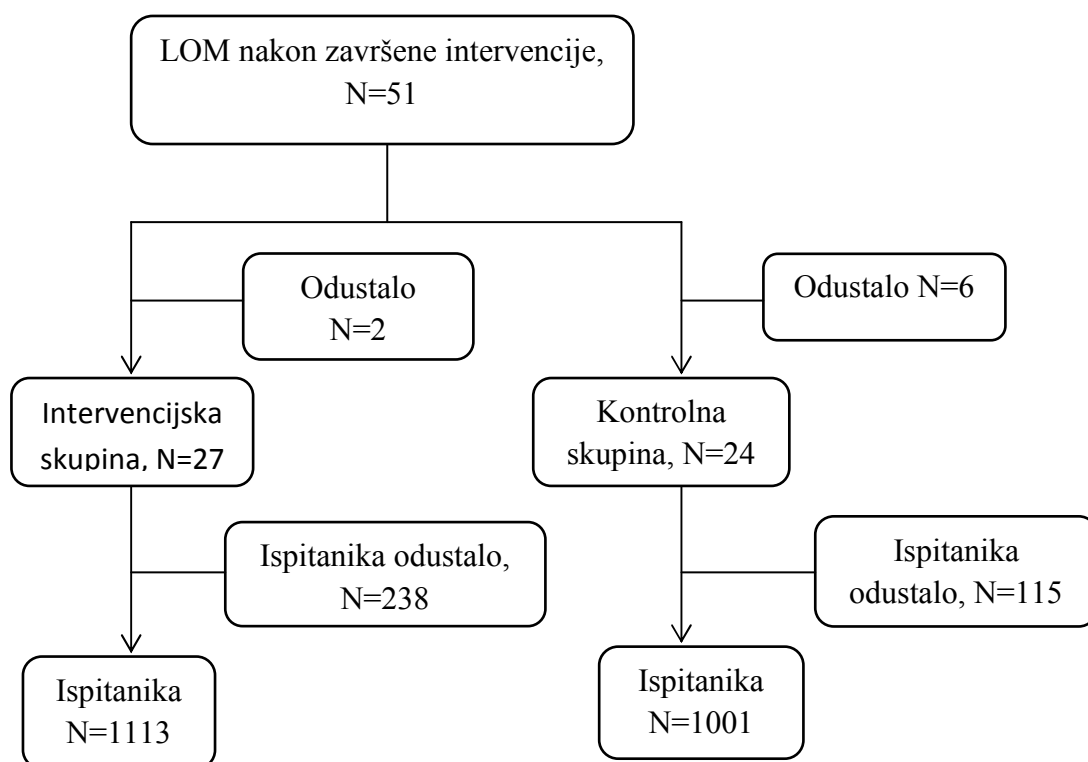 LOM nakon završene intervencije,
N=51
Odustalo
N=2
Odustalo N=6
Intervencijska
skupina, N=27
Kontrolna
skupina, N=24
Ispitanika odustalo,
N=238
Ispitanika
odustalo, N=115
Ispitanika
N=1113
Ispitanika
N=1001